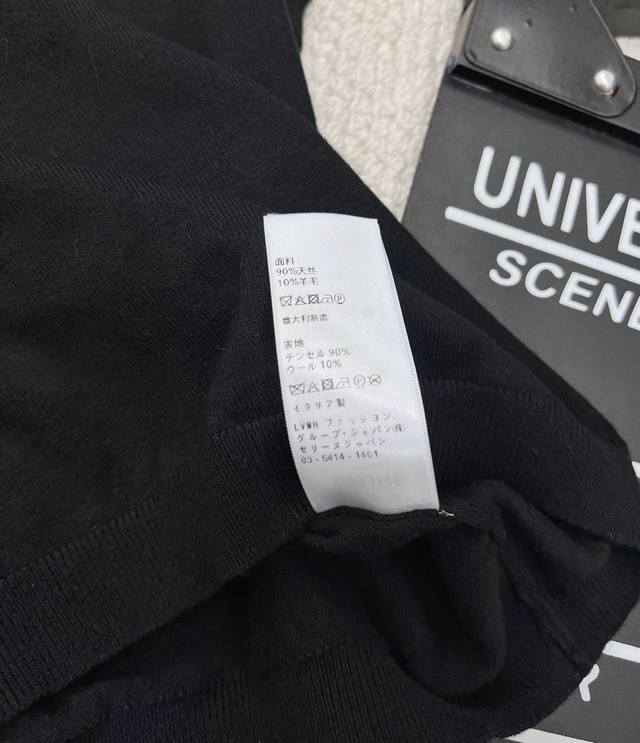 面料:
90%天丝
10%羊毛
意大利制造
表地
テンセル 90%
ウール 10%
イタリア製
LVMH ファッション.
グループ・ジャパン(株)
セリーヌジャパン
03-5414-1401
UNIVE
SCENE
R